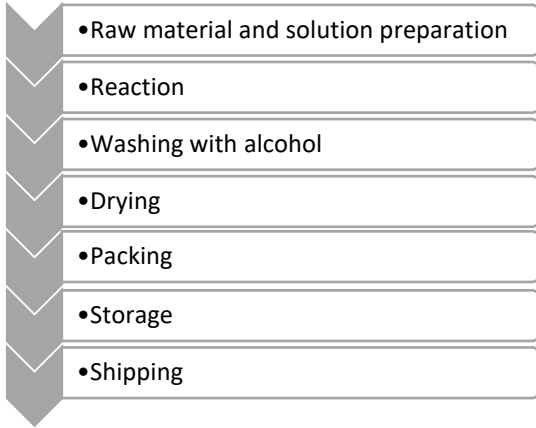 •Raw material and solution preparation
•Reaction
•Washing with alcohol
•Drying
•Packing
•Storage
•Shipping